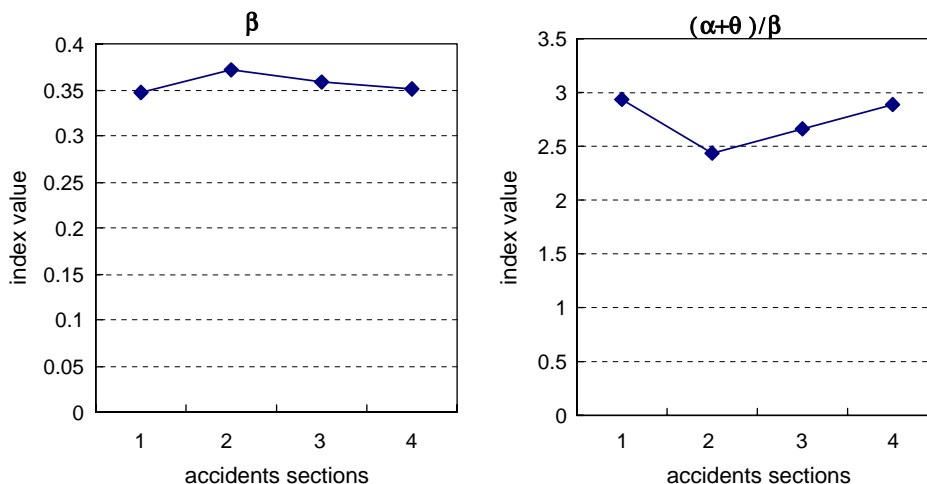 β
0.4
0.35
0.3
0.25
0.2
0.15
0.1
0.05
0
index value
1 2 3 4
accidents sections
(α+θ)/β
3.5
3
2.5
2
1.5
1
0.5
0
index value
1 2 3 4
accidents sections